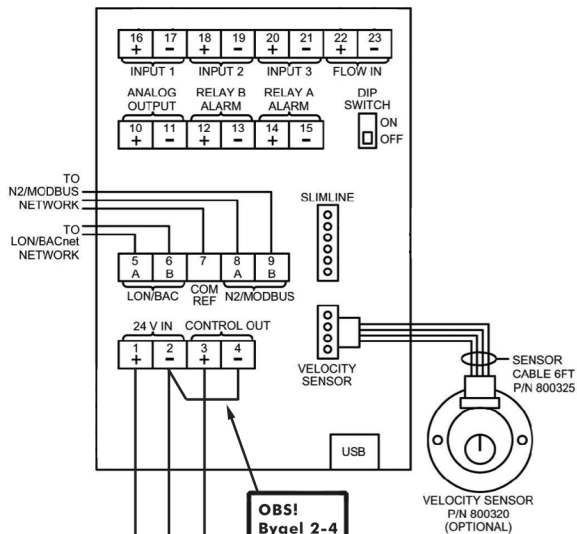 16 17 18 19 20 21 22 23
+ - + - + - + -
INPUT 1 INPUT 2 INPUT 3 FLOW IN
ANALOG
OUTPUT
RELAY B
ALARM
RELAY A
ALARM
DIP
SWITCH
ON
OFF
10 11 12 13 14 15
+ - + - + -
TO
N2/MODBUS
NETWORK
SLIMLINE
TO
LON/BACnet
NETWORK
5 6 7 8 9
A B A B
LON/BAC
COM
REF
N2/MODBUS
24 V IN CONTROL OUT
1 2 3 4
+ - + -
VELOCITY
SENSOR
SENSOR
CABLE 6FT
P/N 800325
USB
VELOCITY SENSOR
P/N 800320
(OPTIONAL)
OBS!
Bygel 2-4